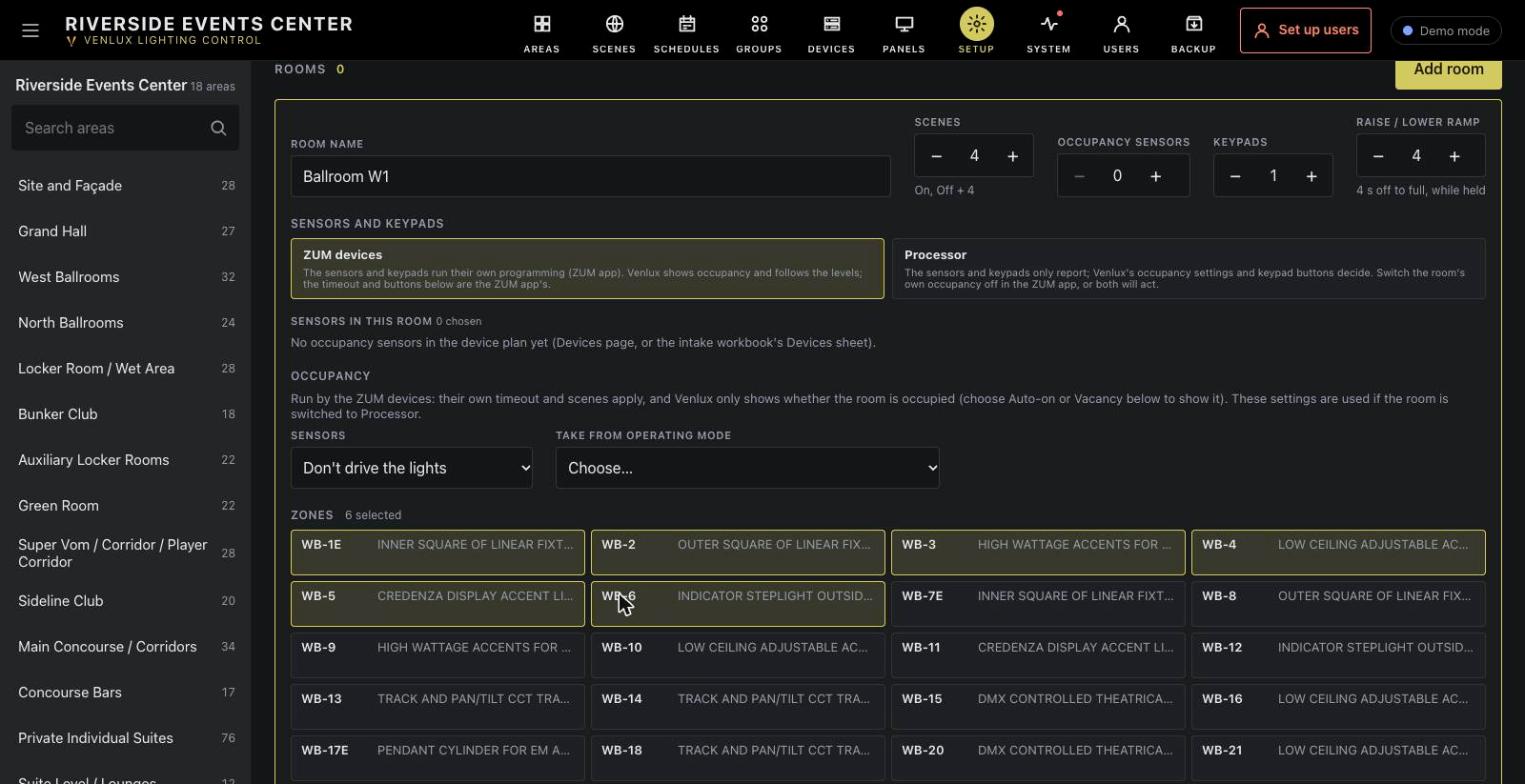 RIVERSIDE EVENTS CENTER
VENLUX LIGHTING CONTROL
AREAS
SCENES
SCHEDULES
GROUPS
DEVICES
PANELS
SETUP
SYSTEM
USERS
BACKUP
Set up users
Demo mode
Riverside Events Center 18 areas
Search areas
Site and Façade 28
Grand Hall 27
West Ballrooms 32
North Ballrooms 24
Locker Room / Wet Area 28
Bunker Club 18
Auxiliary Locker Rooms 22
Green Room 22
Super Vom / Corridor / Player
Corridor 28
Sideline Club 20
Main Concourse / Corridors 34
Concourse Bars 17
Private Individual Suites 76
Suite Level / Lounges 12
ROOMS 0
Add room
ROOM NAME
Ballroom W1
SCENES
− 4 +
On, Off + 4
OCCUPANCY SENSORS
− 0 +
KEYPADS
− 1 +
RAISE / LOWER RAMP
− 4 +
4 s off to full, while held
SENSORS AND KEYPADS
ZUM devices
The sensors and keypads run their own programming (ZUM app). Venlux shows occupancy and follows the levels;
the timeout and buttons below are the ZUM app's.
Processor
The sensors and keypads only report; Venlux's occupancy settings and keypad buttons decide. Switch the room's
own occupancy off in the ZUM app, or both will act.
SENSORS IN THIS ROOM 0 chosen
No occupancy sensors in the device plan yet (Devices page, or the intake workbook's Devices sheet).
OCCUPANCY
Run by the ZUM devices: their own timeout and scenes apply, and Venlux only shows whether the room is occupied (choose Auto-on or Vacancy below to show it). These settings are used if the room is
switched to Processor.
SENSORS
Don't drive the lights
TAKE FROM OPERATING MODE
Choose...
ZONES 6 selected
WB-1E INNER SQUARE OF LINEAR FIXT...
WB-2 OUTER SQUARE OF LINEAR FIX...
WB-3 HIGH WATTAGE ACCENTS FOR ...
WB-4 LOW CEILING ADJUSTABLE AC...
WB-5 CREDENZA DISPLAY ACCENT LI...
WB-6 INDICATOR STEPLIGHT OUTSID...
WB-7E INNER SQUARE OF LINEAR FIXT...
WB-8 OUTER SQUARE OF LINEAR FIX...
WB-9 HIGH WATTAGE ACCENTS FOR ...
WB-10 LOW CEILING ADJUSTABLE AC...
WB-11 CREDENZA DISPLAY ACCENT LI...
WB-12 INDICATOR STEPLIGHT OUTSID...
WB-13 TRACK AND PAN/TILT CCT TRA...
WB-14 TRACK AND PAN/TILT CCT TRA...
WB-15 DMX CONTROLLED THEATRICA...
WB-16 LOW CEILING ADJUSTABLE AC...
WB-17E PENDANT CYLINDER FOR EM A...
WB-18 TRACK AND PAN/TILT CCT TRA...
WB-20 DMX CONTROLLED THEATRICA...
WB-21 LOW CEILING ADJUSTABLE AC...